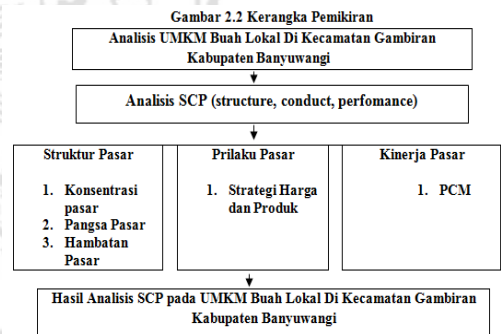 Gambar 2.2 Kerangka Pemikiran
Analisis UMKM Buah Lokal Di Kecamatan Gambiran
Kabupaten Banyuwangi
Analisis SCP (structure, conduct, perfomance)
Struktur Pasar
1. Konsentrasi
pasar
2. Pangsa Pasar
3. Hambatan
Pasar
Prilaku Pasar
1. Strategi Harga
dan Produk
Kinerja Pasar
1. PCM
Hasil Analisis SCP pada UMKM Buah Lokal Di Kecamatan Gambiran
Kabupaten Banyuwangi